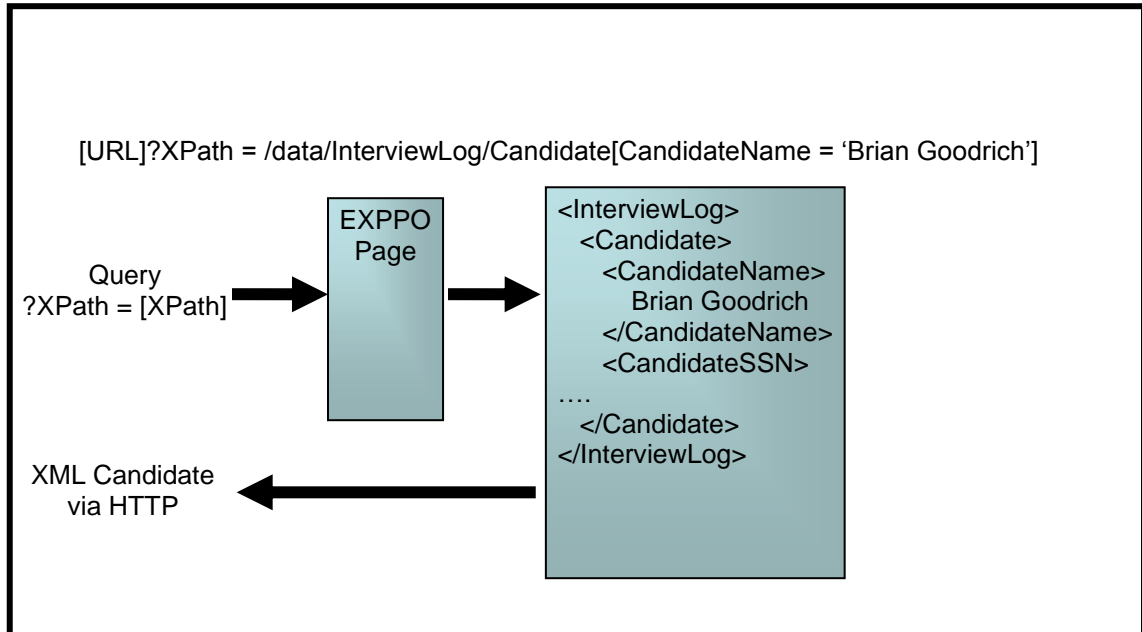 [URL]?XPath = /data/InterviewLog/Candidate[CandidateName = ‘Brian Goodrich’]
Query
?XPath = [XPath]
EXPPO
Page
<InterviewLog>
<Candidate>
<CandidateName>
Brian Goodrich
</CandidateName>
<CandidateSSN>
….
</Candidate>
</InterviewLog>
XML Candidate
via HTTP